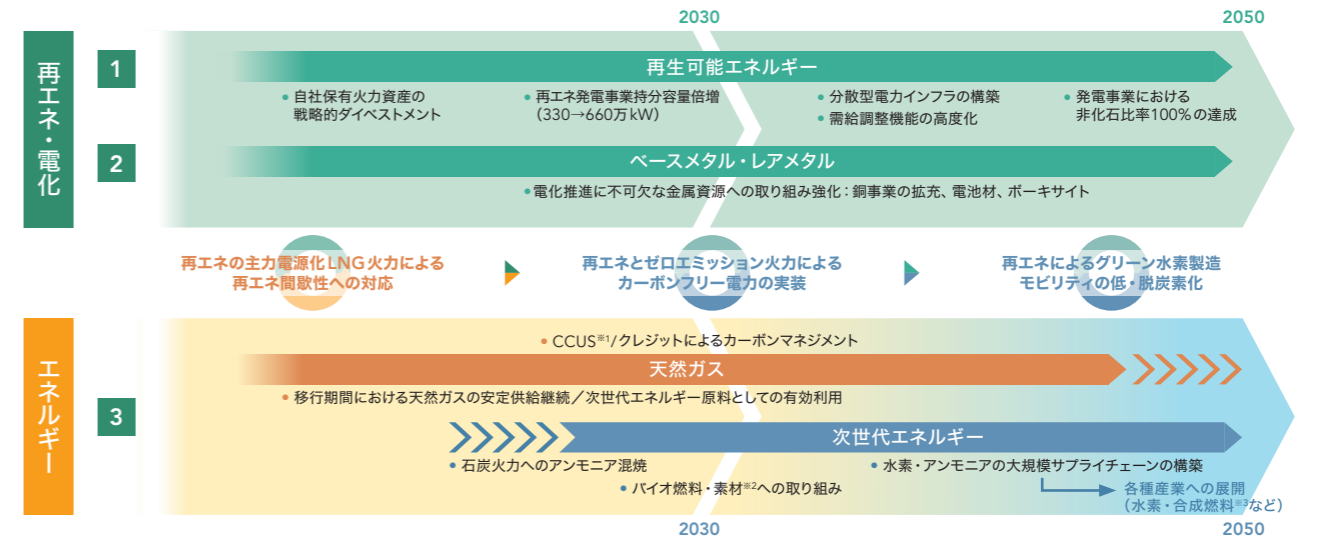 2030
2050
再エネ・電化
1
再生可能エネルギー
• 自社保有火力資産の
戦略的ダイベストメント
• 再エネ発電事業持分容量倍増
（330→660万kW）
• 分散型電力インフラの構築
• 需給調整機能の高度化
• 発電事業における
非化石比率100%の達成
2
ベースメタル・レアメタル
• 電化推進に不可欠な金属資源への取り組み強化：銅事業の拡充、電池材、ボーキサイト
再エネの主力電源化LNG火力による
再エネ間歇性への対応
再エネとゼロエミッション火力による
カーボンフリー電力の実装
再エネによるグリーン水素製造
モビリティの低・脱炭素化
エネルギー
3
• CCUS※1/クレジットによるカーボンマネジメント
天然ガス
• 移行期間における天然ガスの安定供給継続／次世代エネルギー原料としての有効利用
次世代エネルギー
• 石炭火力へのアンモニア混焼
• バイオ燃料・素材※2への取り組み
• 水素・アンモニアの大規模サプライチェーンの構築
各種産業への展開
（水素・合成燃料※3など）
2030
2050